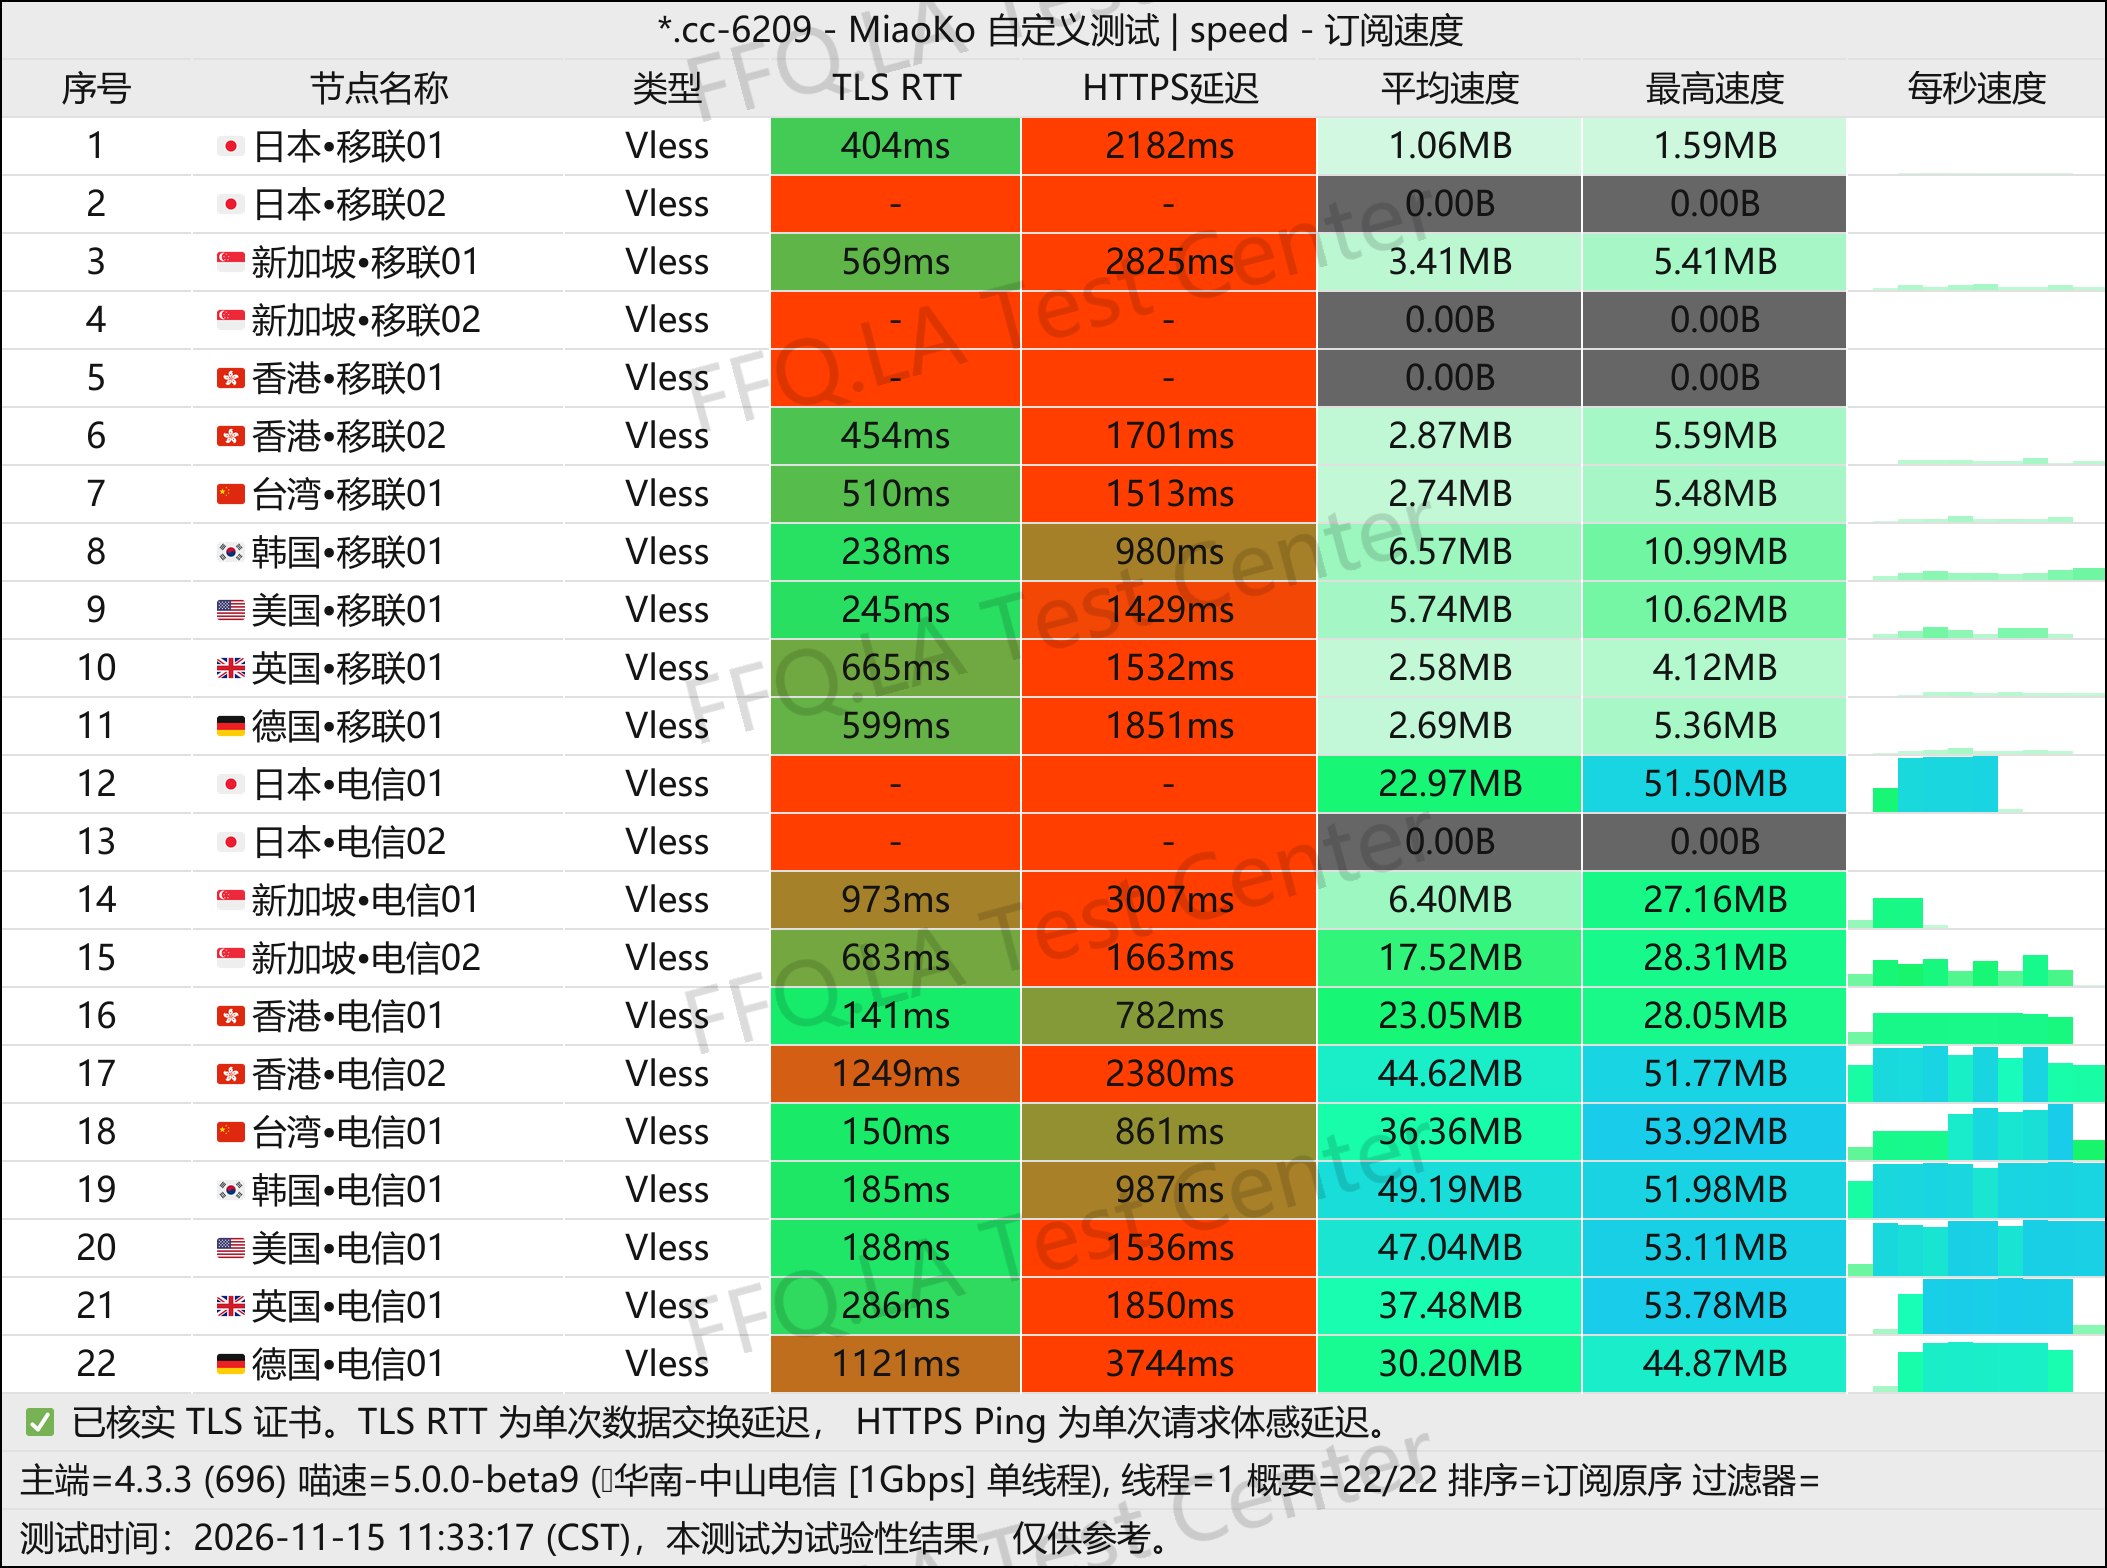 *.cc-6209 - MiaoKo 自定义测试 | speed - 订阅速度
序号 节点名称 类型 TLS RTT HTTPS延迟 平均速度 最高速度 每秒速度
1 日本•移联01 Vless 404ms 2182ms 1.06MB 1.59MB
2 日本•移联02 Vless - - 0.00B 0.00B
3 新加坡•移联01 Vless 569ms 2825ms 3.41MB 5.41MB
4 新加坡•移联02 Vless - - 0.00B 0.00B
5 香港•移联01 Vless - - 0.00B 0.00B
6 香港•移联02 Vless 454ms 1701ms 2.87MB 5.59MB
7 台湾•移联01 Vless 510ms 1513ms 2.74MB 5.48MB
8 韩国•移联01 Vless 238ms 980ms 6.57MB 10.99MB
9 美国•移联01 Vless 245ms 1429ms 5.74MB 10.62MB
10 英国•移联01 Vless 665ms 1532ms 2.58MB 4.12MB
11 德国•移联01 Vless 599ms 1851ms 2.69MB 5.36MB
12 日本•电信01 Vless - - 22.97MB 51.50MB
13 日本•电信02 Vless - - 0.00B 0.00B
14 新加坡•电信01 Vless 973ms 3007ms 6.40MB 27.16MB
15 新加坡•电信02 Vless 683ms 1663ms 17.52MB 28.31MB
16 香港•电信01 Vless 141ms 782ms 23.05MB 28.05MB
17 香港•电信02 Vless 1249ms 2380ms 44.62MB 51.77MB
18 台湾•电信01 Vless 150ms 861ms 36.36MB 53.92MB
19 韩国•电信01 Vless 185ms 987ms 49.19MB 51.98MB
20 美国•电信01 Vless 188ms 1536ms 47.04MB 53.11MB
21 英国•电信01 Vless 286ms 1850ms 37.48MB 53.78MB
22 德国•电信01 Vless 1121ms 3744ms 30.20MB 44.87MB
✅ 已核实 TLS 证书。TLS RTT 为单次数据交换延迟， HTTPS Ping 为单次请求体感延迟。
主端=4.3.3 (696) 喵速=5.0.0-beta9 (华南-中山电信 [1Gbps] 单线程), 线程=1 概要=22/22 排序=订阅原序 过滤器=
测试时间：2026-11-15 11:33:17 (CST)，本测试为试验性结果，仅供参考。
FFQ.LA Test Center
FFQ.LA Test Center
FFQ.LA Test Center
FFQ.LA Test Center
FFQ.LA Test Center
FFQ.LA Test Center